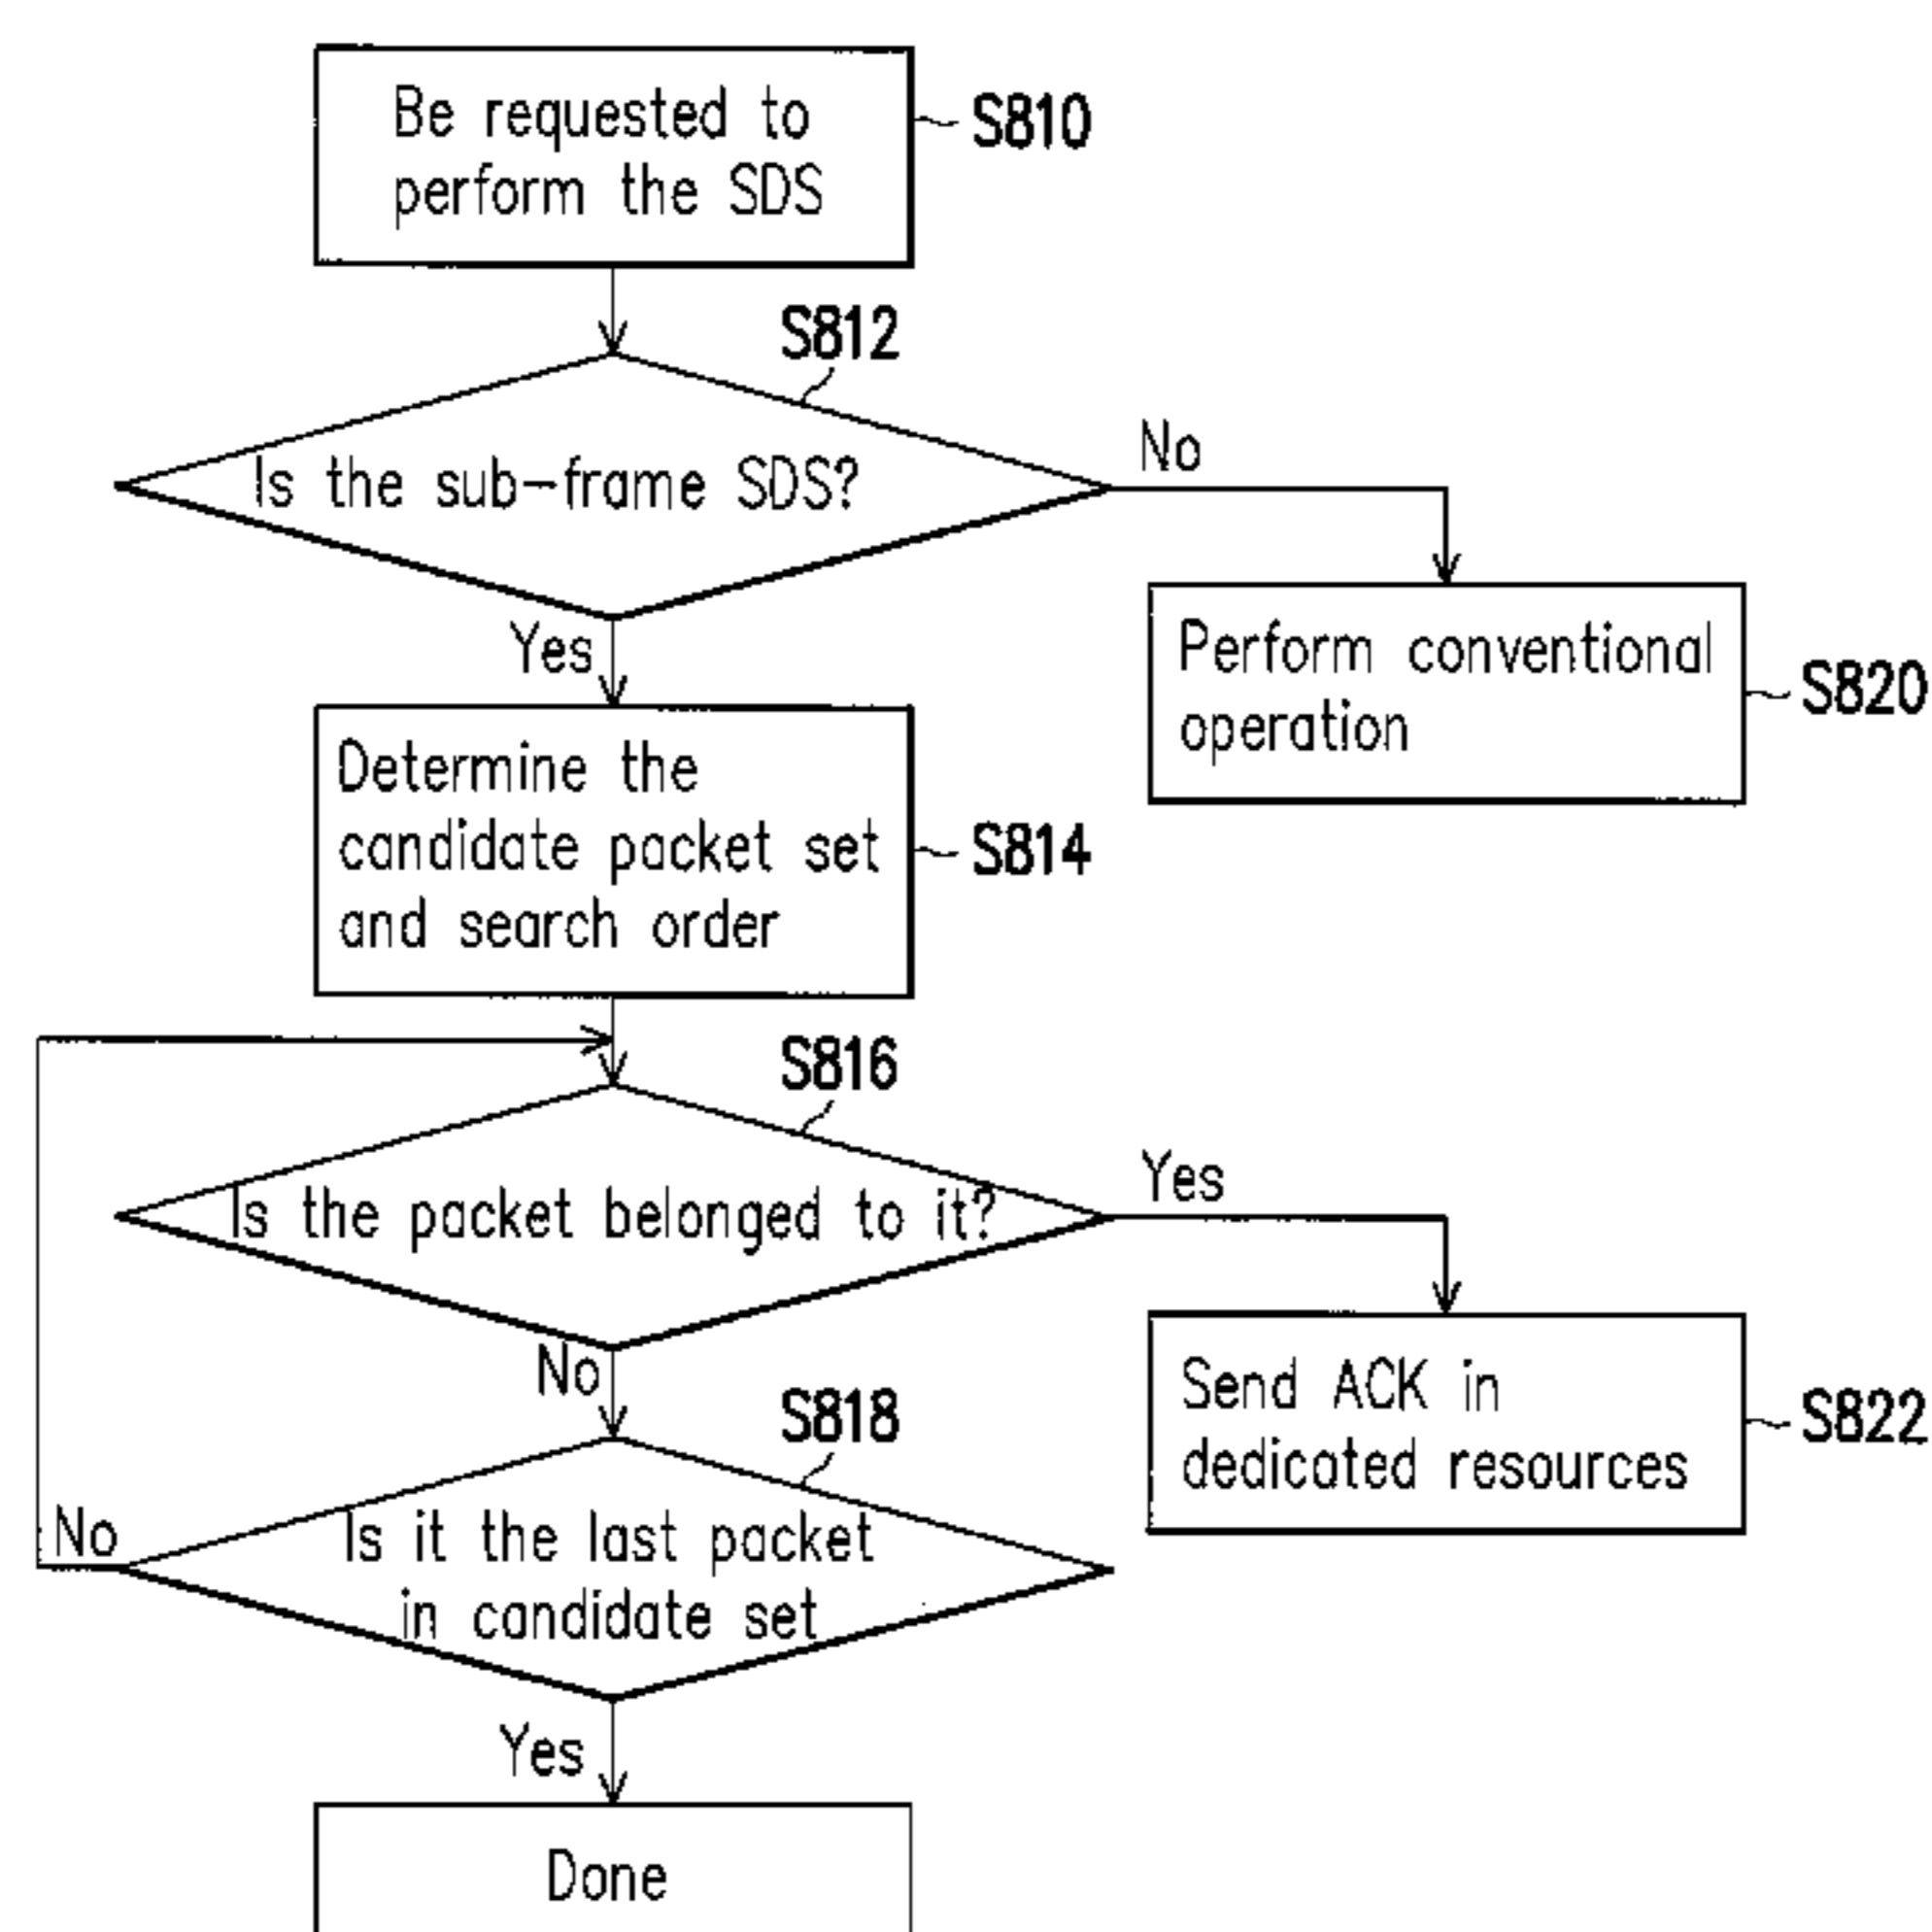 Be requested to
perform the SDS
S810
S812
Is the sub-frame SDS?
No
Yes
Perform conventional
operation
S820
Determine the
candidate packet set
and search order
S814
S816
Is the packet belonged to it?
Yes
No
Send ACK in
dedicated resources
S822
S818
Is it the last packet
in candidate set
No
Yes
Done